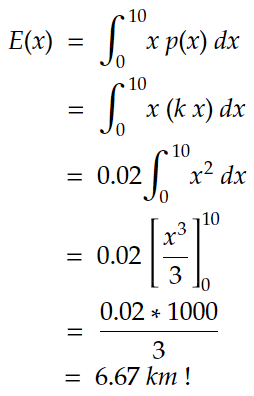 E(x) = ∫₀¹⁰ x p(x) dx
= ∫₀¹⁰ x (k x) dx
= 0.02 ∫₀¹⁰ x² dx
= 0.02 [x³/3]₀¹⁰
= 0.02 * 1000 / 3
= 6.67 km !